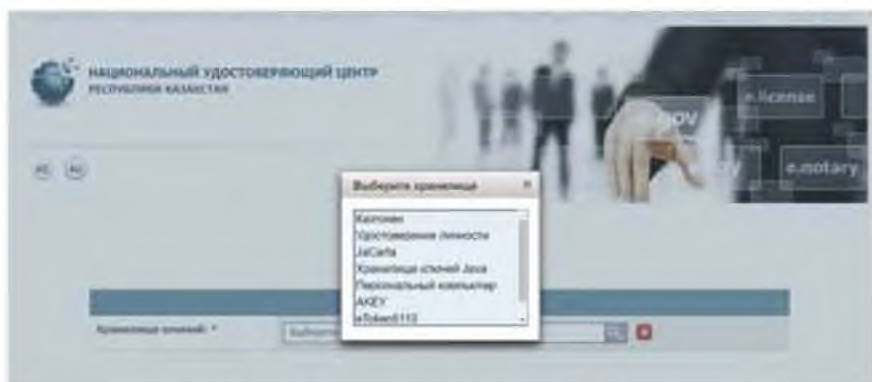 НАЦИОНАЛЬНЫЙ УДОСТОВЕРЯЮЩИЙ ЦЕНТР
РЕСПУБЛИКИ КАЗАХСТАН
e.license
gov
e.notary
Выберите хранилище
Казтокен
Удостоверение личности
JaCarta
Хранилище ключей Java
Персональный компьютер
AKEY
eToken5110
Хранилище ключей: *